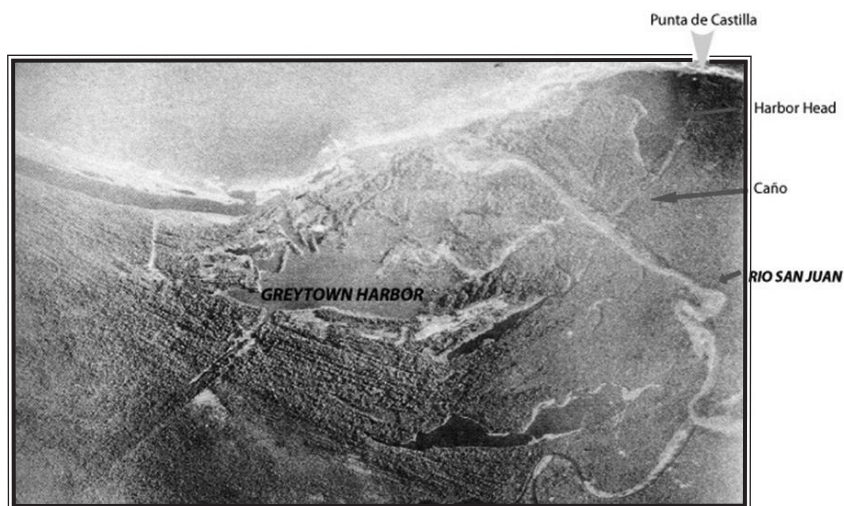 Punta de Castilla
Harbor Head
Caño
RIO SAN JUAN
GREYTOWN HARBOR